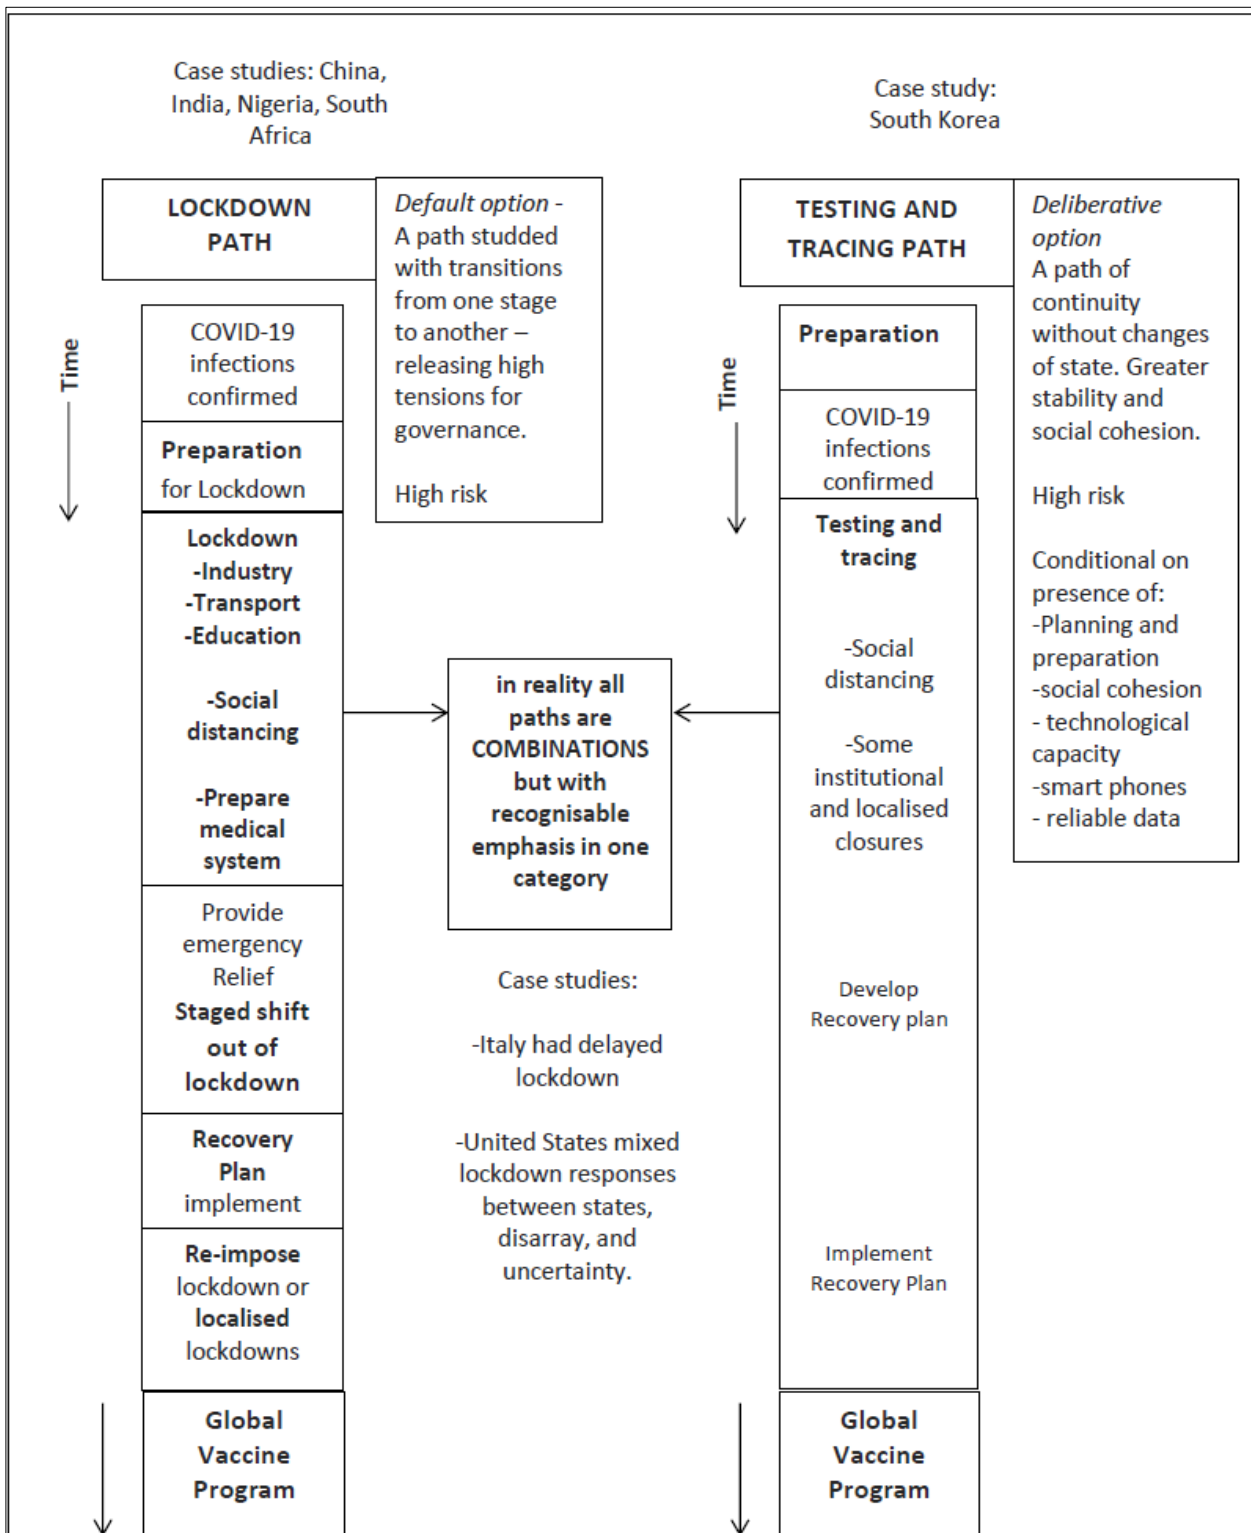 Case studies: China,
India, Nigeria, South
Africa
Case study:
South Korea
LOCKDOWN
PATH
Default option -
A path studded
with transitions
from one stage
to another –
releasing high
tensions for
governance.
High risk
TESTING AND
TRACING PATH
Deliberative
option
A path of
continuity
without changes
of state. Greater
stability and
social cohesion.
High risk
Conditional on
presence of:
-Planning and
preparation
-social cohesion
- technological
capacity
-smart phones
- reliable data
Time
COVID-19
infections
confirmed
Preparation
for Lockdown
Lockdown
-Industry
-Transport
-Education
-Social
distancing
-Prepare
medical
system
Provide
emergency
Relief
Staged shift
out of
lockdown
Recovery
Plan
implement
Re-impose
lockdown or
localised
lockdowns
Global
Vaccine
Program
in reality all
paths are
COMBINATIONS
but with
recognisable
emphasis in one
category
Case studies:
-Italy had delayed
lockdown
-United States mixed
lockdown responses
between states,
disarray, and
uncertainty.
Time
Preparation
COVID-19
infections
confirmed
Testing and
tracing
-Social
distancing
-Some
institutional
and localised
closures
Develop
Recovery plan
Implement
Recovery Plan
Global
Vaccine
Program